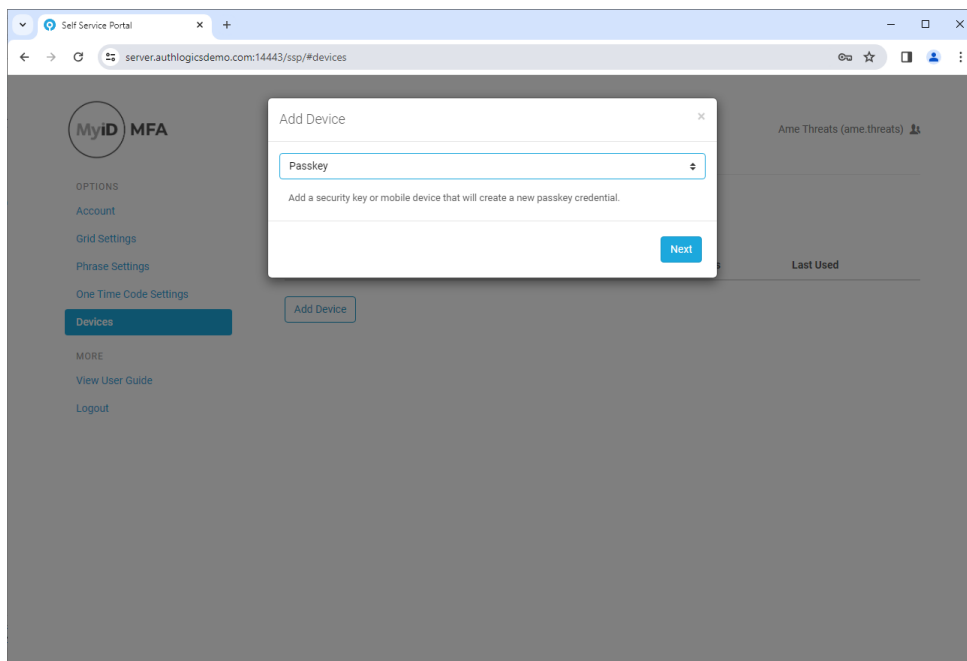 Self Service Portal
server.authlogicsdemo.com:14443/ssp/#devices
MyiD MFA
Ame Threats (ame.threats)
Add Device
×
Passkey
Add a security key or mobile device that will create a new passkey credential.
Next
OPTIONS
Account
Grid Settings
Phrase Settings
One Time Code Settings
Devices
MORE
View User Guide
Logout
Last Used
Add Device